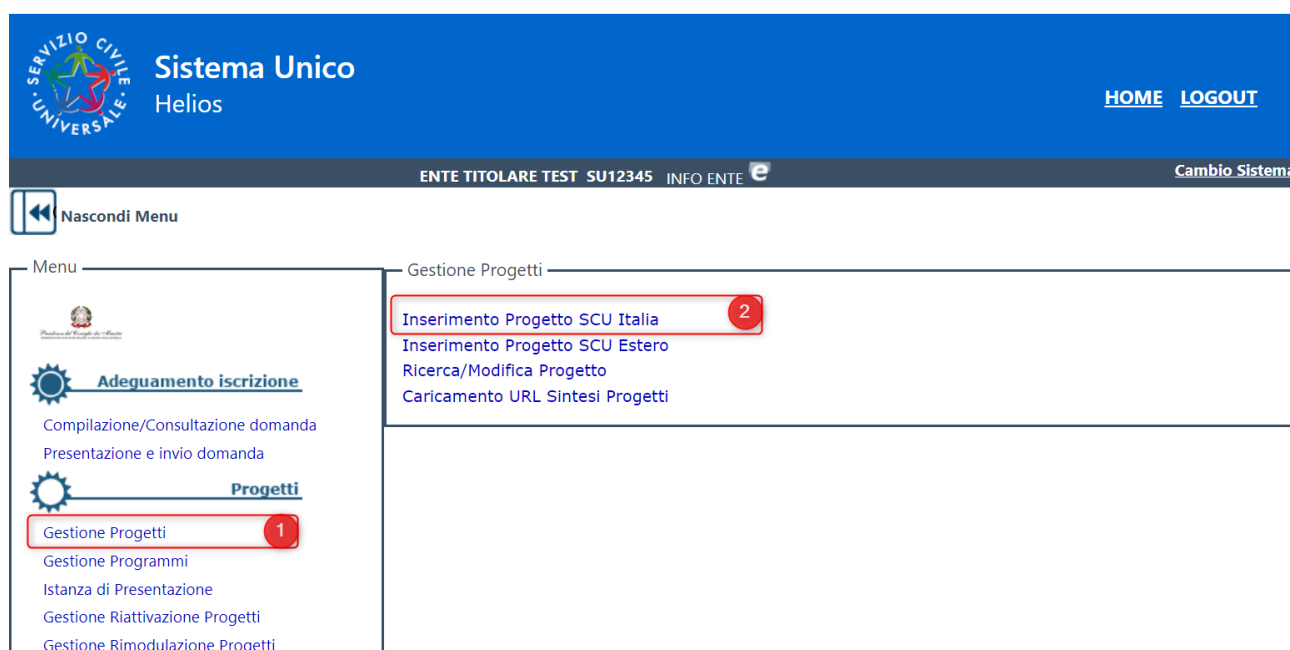 SERVIZIO CIVILE
UNIVERSALE
Sistema Unico
Helios
HOME LOGOUT
ENTE TITOLARE TEST SU12345 INFO ENTE e
Cambio Sistema
Nascondi Menu
Menu
Adeguamento iscrizione
Compilazione/Consultazione domanda
Presentazione e invio domanda
Progetti
Gestione Progetti 1
Gestione Programmi
Istanza di Presentazione
Gestione Riattivazione Progetti
Gestione Rimodulazione Progetti
Gestione Progetti
Inserimento Progetto SCU Italia 2
Inserimento Progetto SCU Estero
Ricerca/Modifica Progetto
Caricamento URL Sintesi Progetti